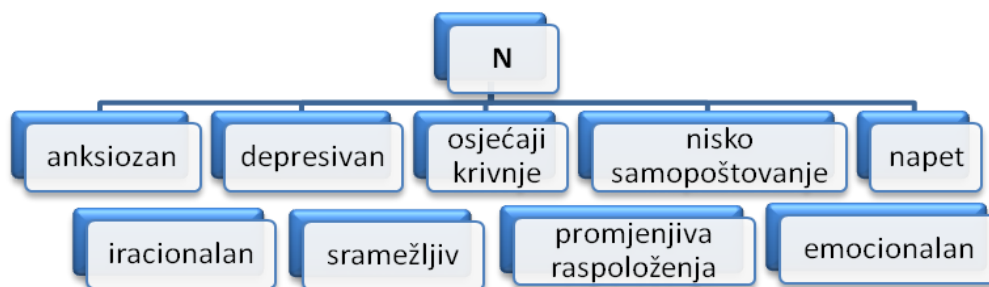 N
anksiozan
depresivan
osjećaji
krivnje
nisko
samopoštovanje
napet
iracionalan
sramežljiv
promjenjiva
raspoloženja
emocionalan